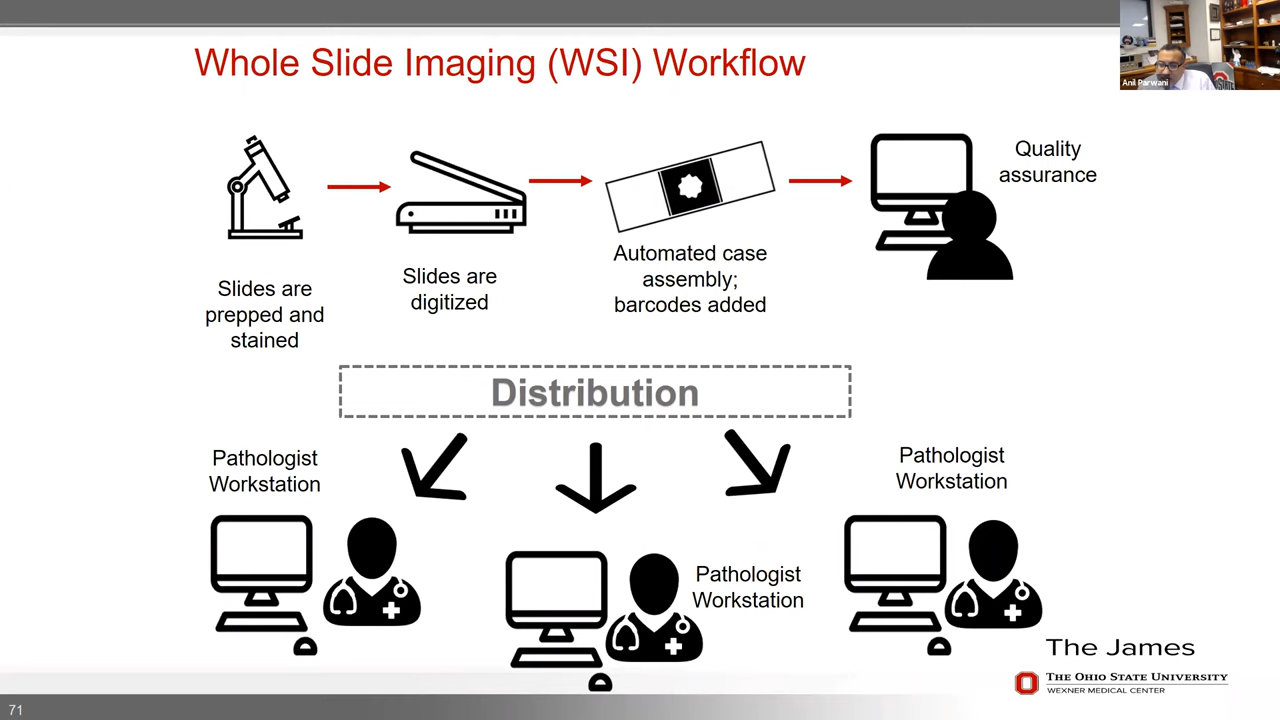 Whole Slide Imaging (WSI) Workflow
Anil Parwani
Quality
assurance
Slides are
prepped and
stained
Slides are
digitized
Automated case
assembly;
barcodes added
Distribution
Pathologist
Workstation
Pathologist
Workstation
Pathologist
Workstation
The James
THE OHIO STATE UNIVERSITY
WEXNER MEDICAL CENTER
71